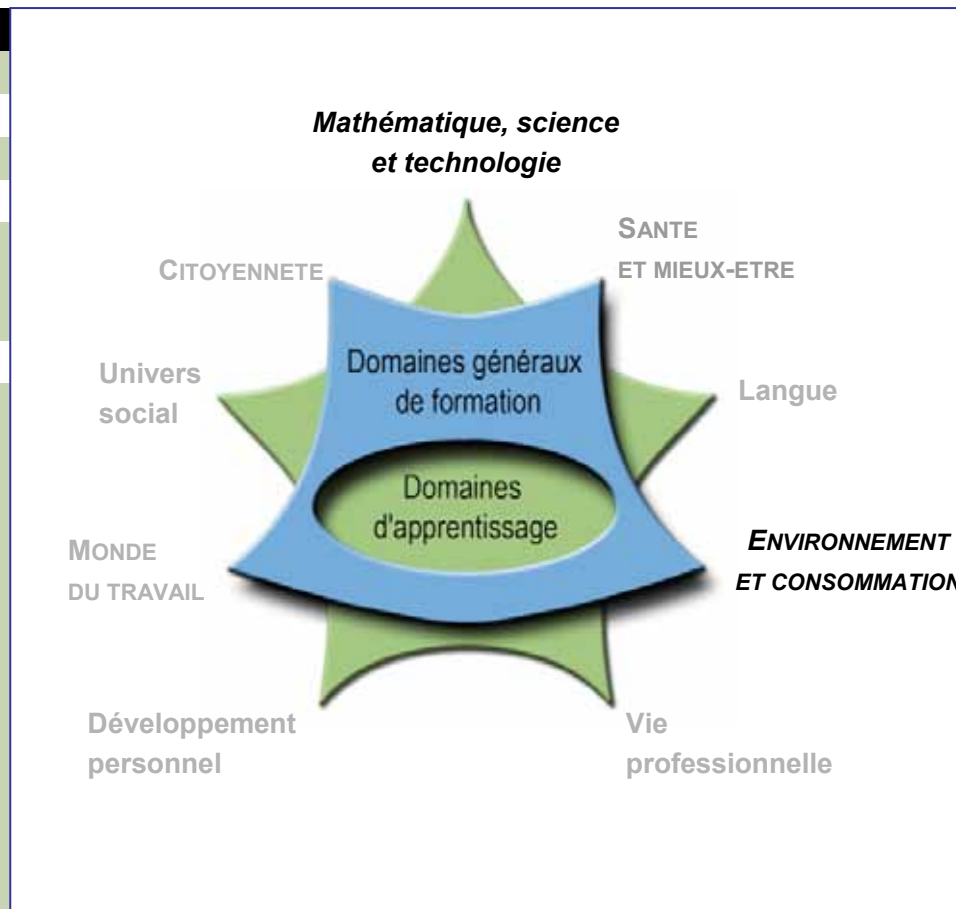 Mathématique, science
et technologie
SANTE
ET MIEUX-ETRE
CITOYENNETE
Domaines généraux
de formation
Univers
social
Langue
Domaines
d'apprentissage
MONDE
DU TRAVAIL
ENVIRONNEMENT
ET CONSOMMATION
Développement
personnel
Vie
professionnelle